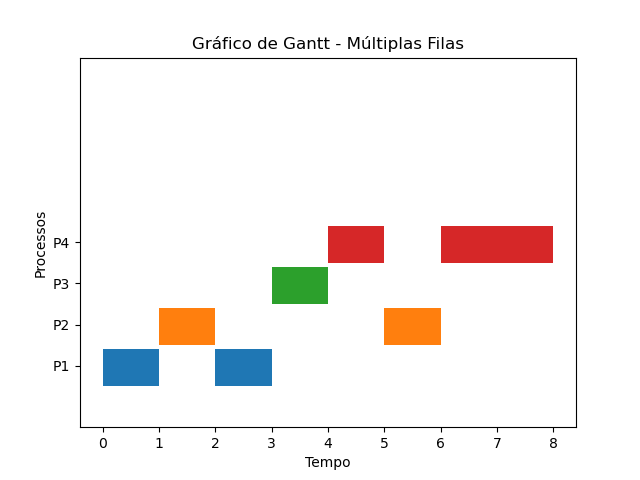 Gráfico de Gantt - Múltiplas Filas
Processos
P4
P3
P2
P1
0 1 2 3 4 5 6 7 8
Tempo